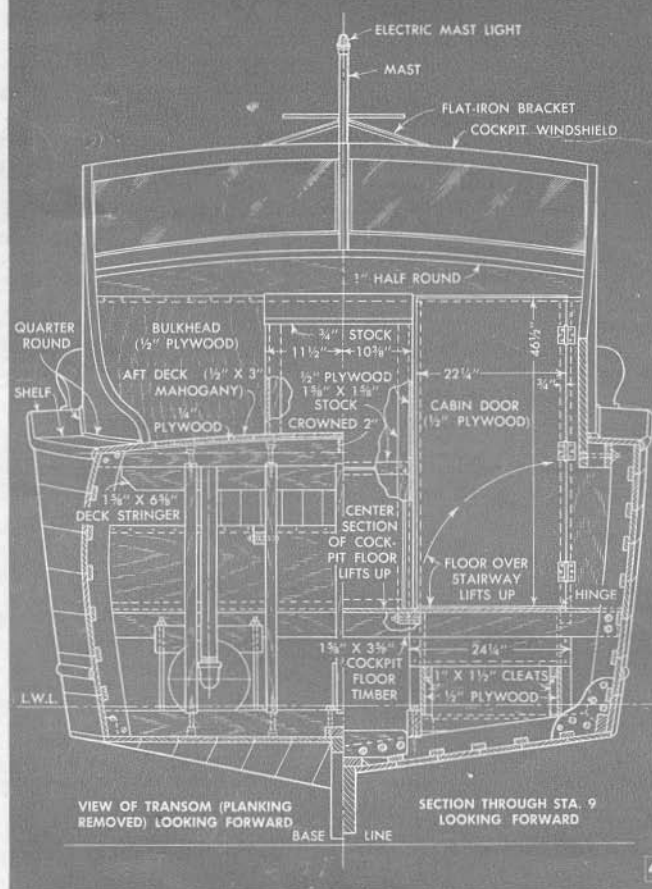 ELECTRIC MAST LIGHT
MAST
FLAT-IRON BRACKET
COCKPIT WINDSHIELD
1" HALF ROUND
QUARTER
ROUND
SHELF
BULKHEAD
(½" PLYWOOD)
AFT DECK (½" X 3"
MAHOGANY)
¼"
PLYWOOD
¾" STOCK
11½"
10⅜"
½" PLYWOOD
1⅝" X 1⅝"
STOCK
CROWNED 2"
22¼"
46½"
¾"
CABIN DOOR
(½" PLYWOOD)
1⅝" X 6⅝"
DECK STRINGER
CENTER
SECTION
OF COCK-
PIT FLOOR
LIFTS UP
FLOOR OVER
STAIRWAY
LIFTS UP
HINGE
1⅝" X 3⅝"
COCKPIT
FLOOR
TIMBER
24¼"
1" X 1½" CLEATS
½" PLYWOOD
L.W.L.
VIEW OF TRANSOM (PLANKING
REMOVED) LOOKING FORWARD
SECTION THROUGH STA. 9
LOOKING FORWARD
BASE LINE